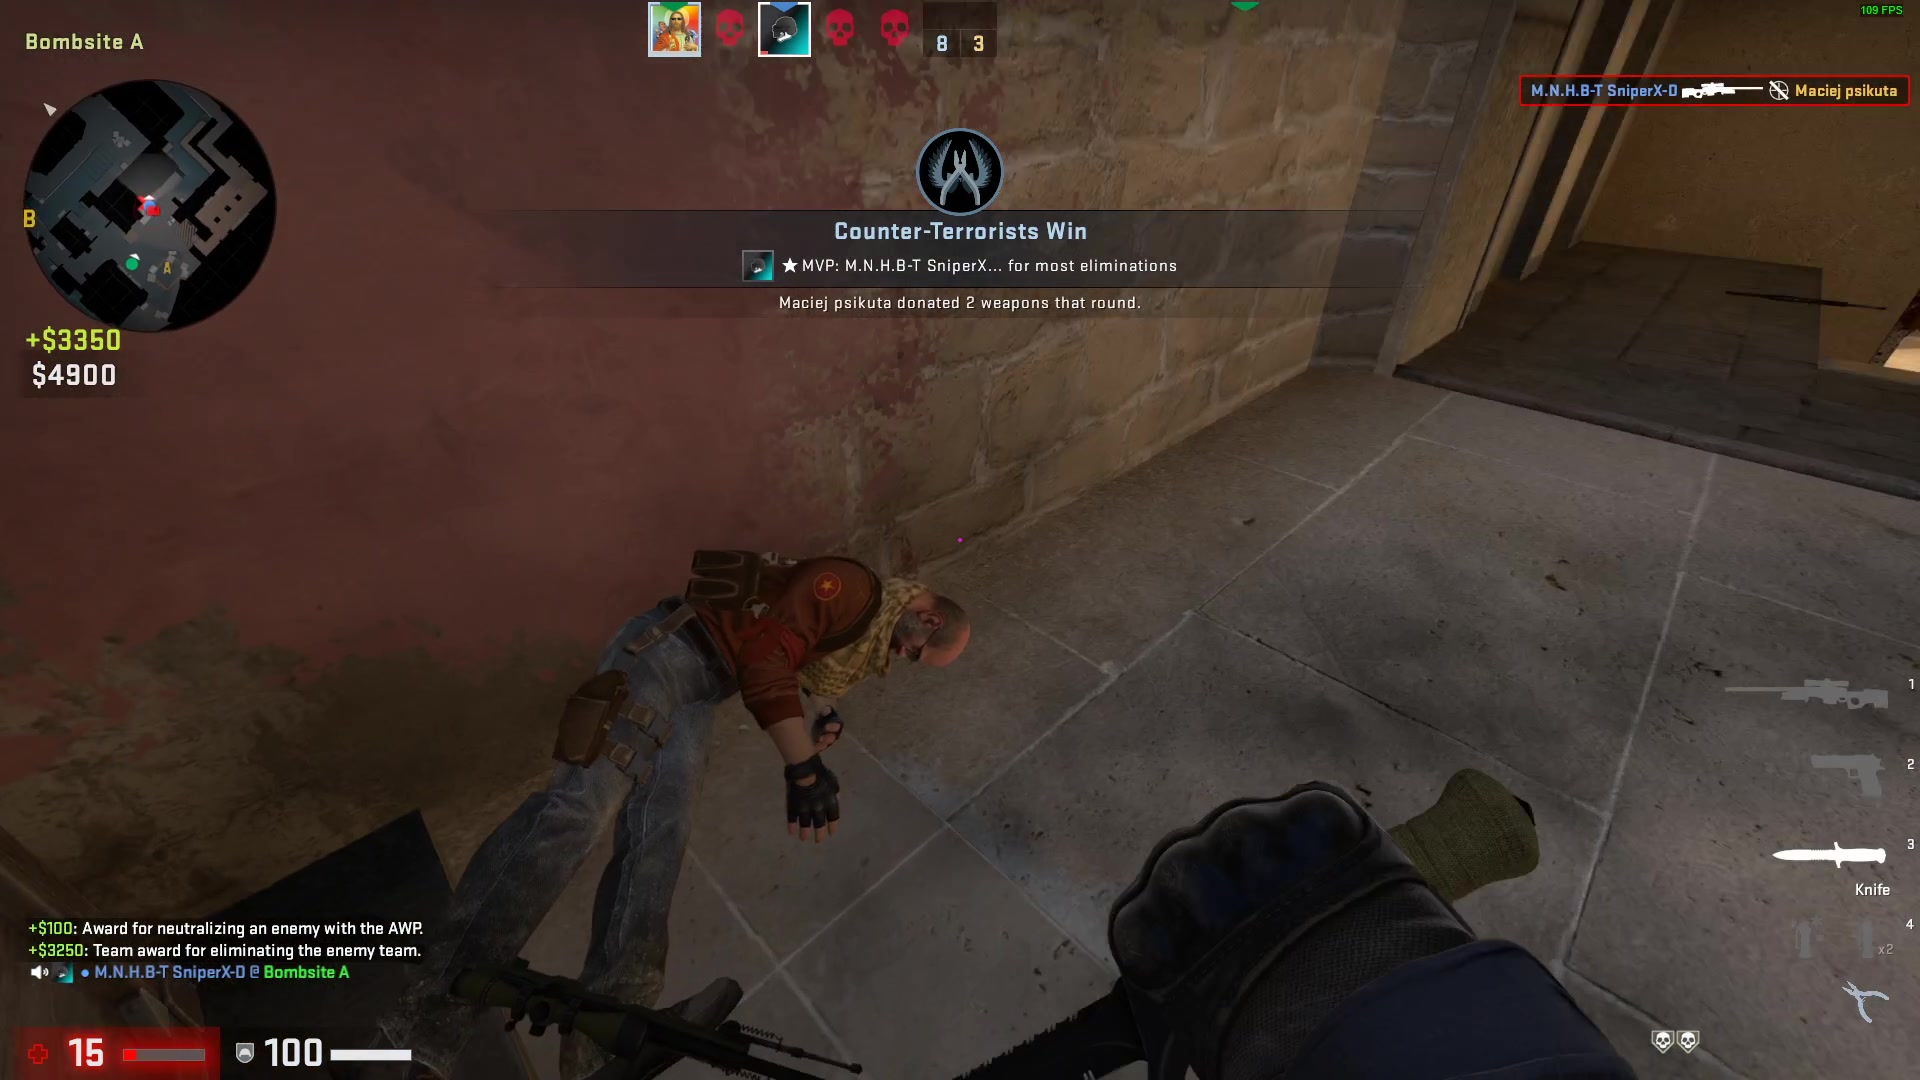 109 FPS
Bombsite A
8 3
M.N.H.B-T SniperX-D Maciej psikuta
B
A
Counter-Terrorists Win
MVP: M.N.H.B-T SniperX... for most eliminations
Maciej psikuta donated 2 weapons that round.
+$3350
$4900
1
2
3
Knife
4
x2
+$100: Award for neutralizing an enemy with the AWP.
+$3250: Team award for eliminating the enemy team.
M.N.H.B-T SniperX-D @ Bombsite A
15 100